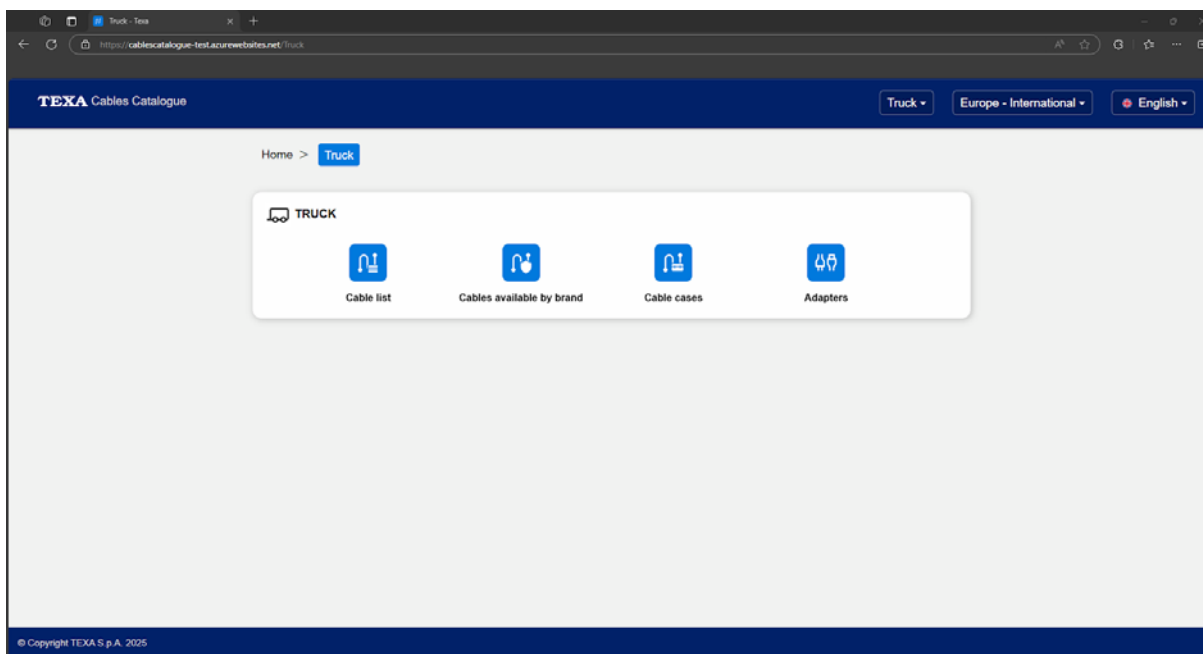 Truck - Texa
https://cablescatalogue-test.azurewebsites.net/Truck
TEXA Cables Catalogue
Truck
Europe - International
English
Home > Truck
TRUCK
Cable list
Cables available by brand
Cable cases
Adapters
© Copyright TEXA S.p.A. 2025